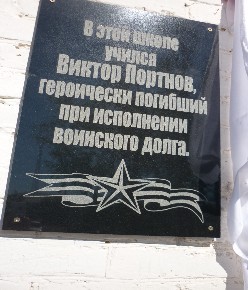 В этой школе
учился
Виктор Портнов,
героически погибший
при исполнении
воинского долга.